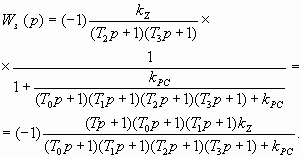 W_s (p) = (-1) k_Z / ((T_2 p + 1)(T_3 p + 1)) ×
× 1 / (1 + k_PC / ((T_0 p + 1)(T_1 p + 1)(T_2 p + 1)(T_3 p + 1) + k_PC)) =
= (-1) (Tp + 1)(T_0 p + 1)(T_1 p + 1)k_Z / ((T_0 p + 1)(T_1 p + 1)(T_2 p + 1)(T_3 p + 1) + k_PC).